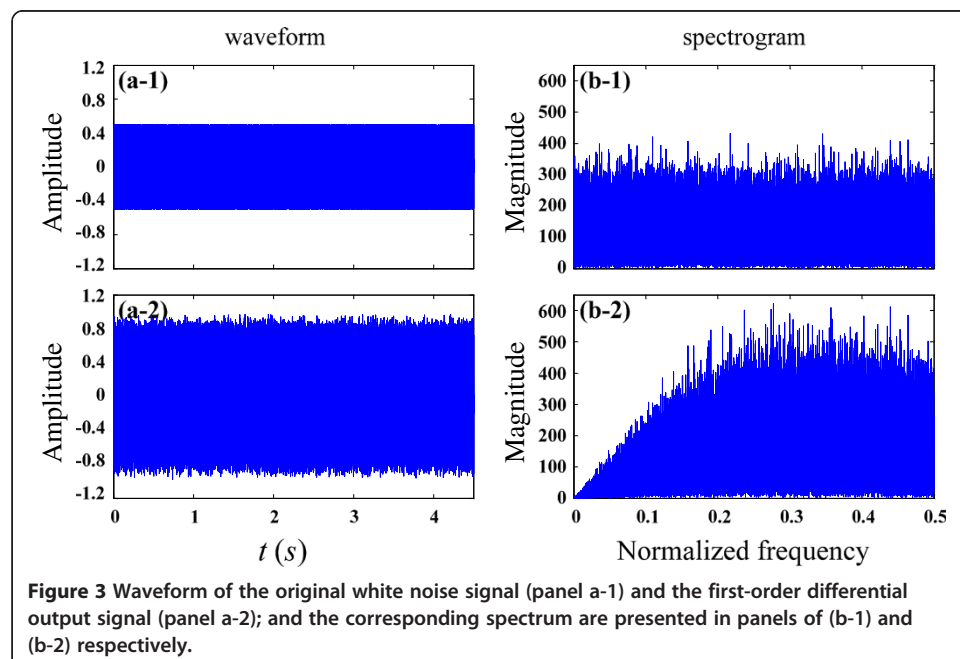 waveform
spectrogram
(a-1)
1.2
0.8
0.4
0
-0.4
-0.8
-1.2
Amplitude
(b-1)
600
500
400
300
200
100
0
Magnitude
(a-2)
1.2
0.8
0.4
0
-0.4
-0.8
-1.2
Amplitude
0 1 2 3 4
t (s)
(b-2)
600
500
400
300
200
100
0
Magnitude
0 0.1 0.2 0.3 0.4 0.5
Normalized frequency
Figure 3 Waveform of the original white noise signal (panel a-1) and the first-order differential
output signal (panel a-2); and the corresponding spectrum are presented in panels of (b-1) and
(b-2) respectively.